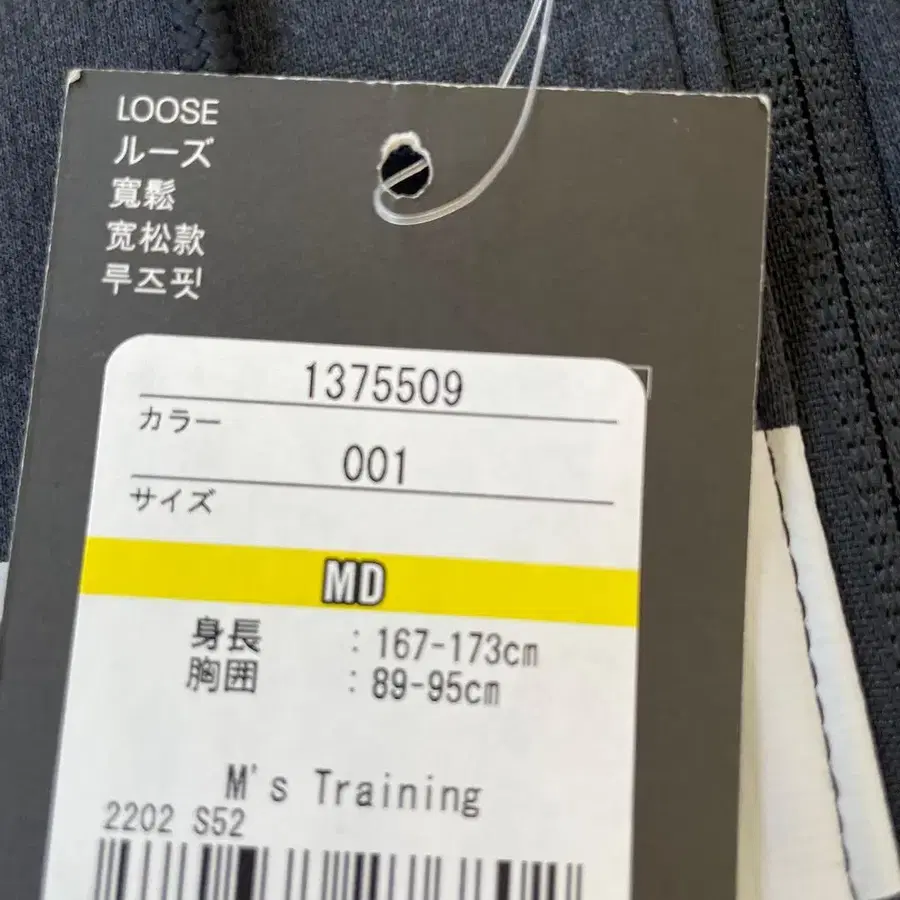 LOOSE
ルーズ
寬鬆
宽松款
루즈핏
1375509
カラー
001
サイズ
MD
身長 : 167-173cm
胸囲 : 89-95cm
M's Training
2202 S52